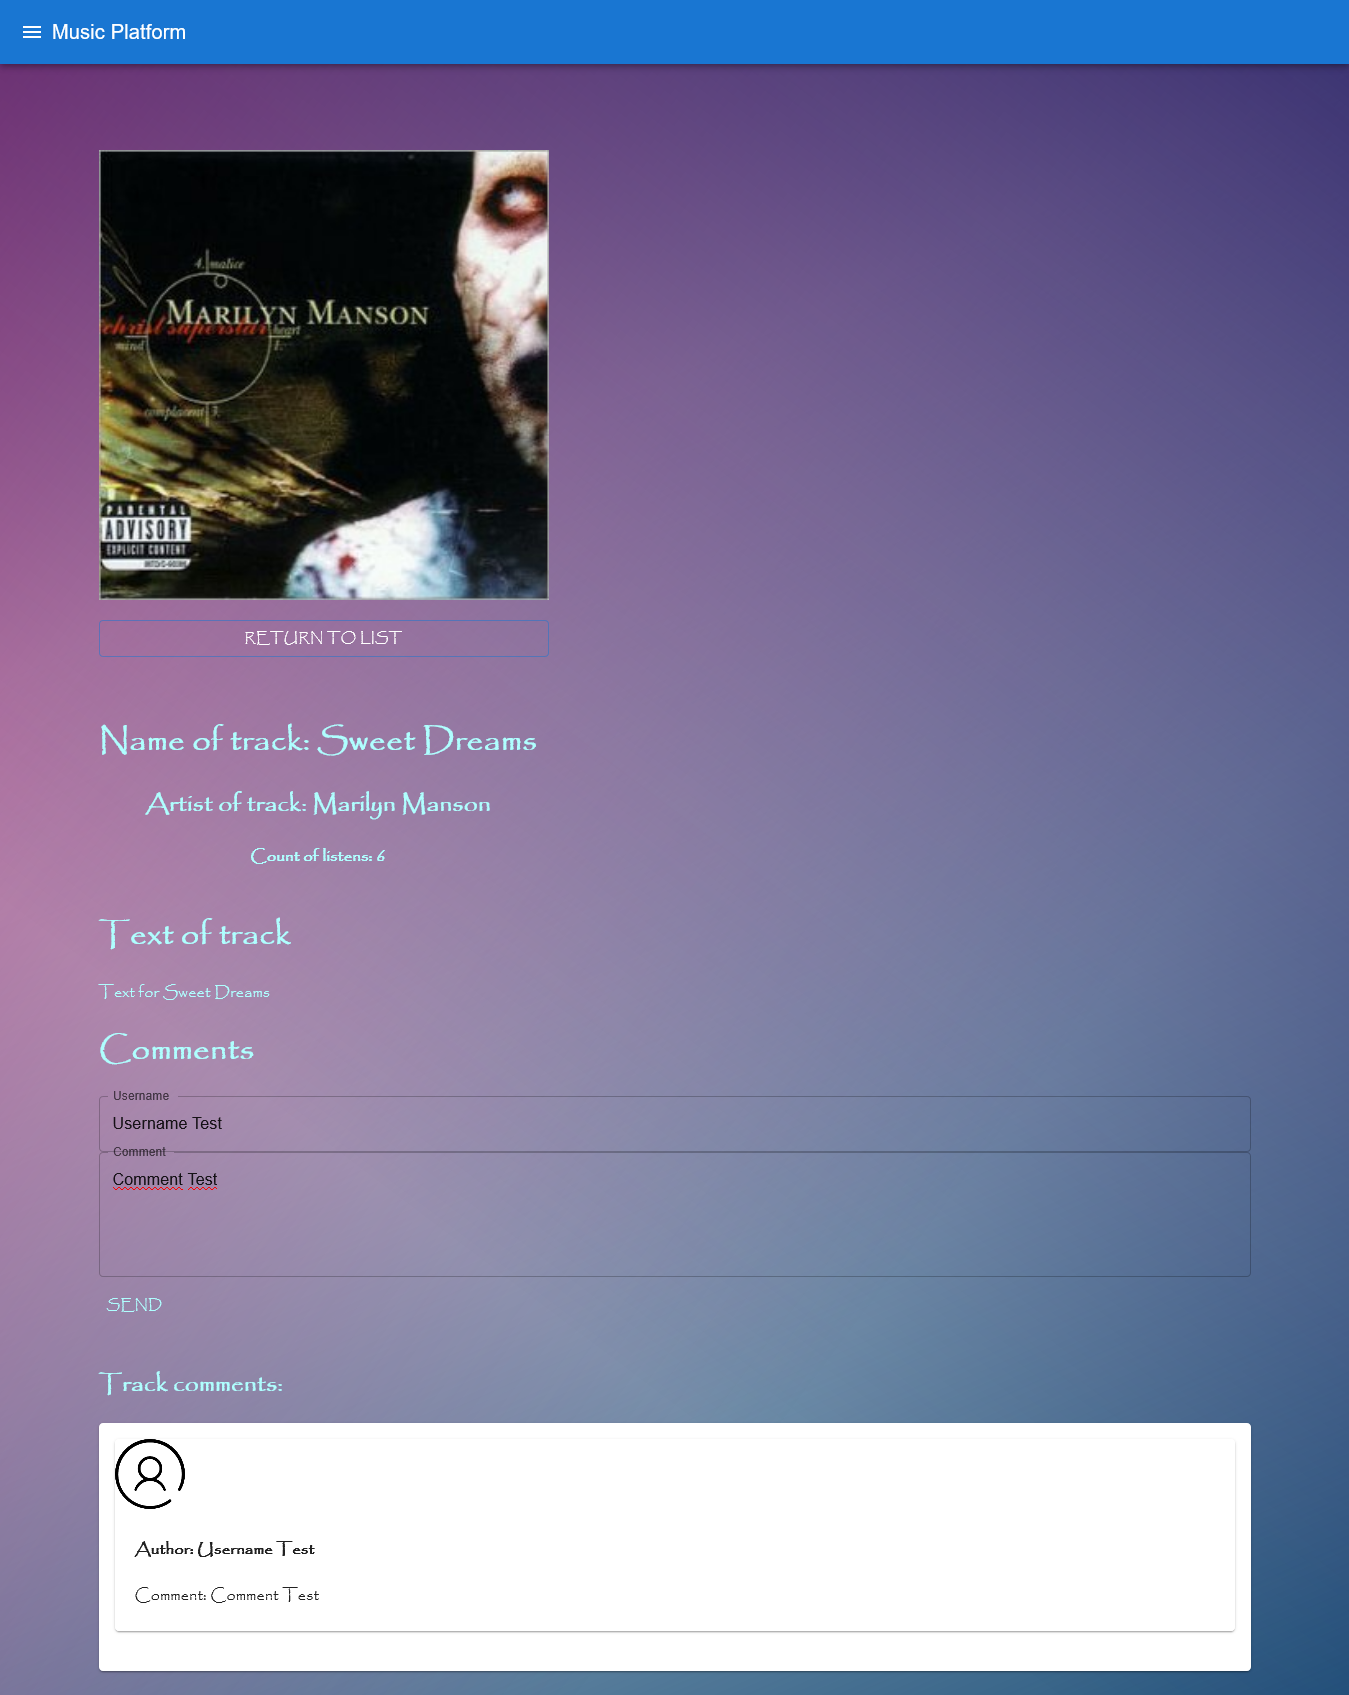 Music Platform
4. malice
MARILYN MANSON
christ superstar
heart
mind
1.
complacent 3.
PARENTAL
ADVISORY
EXPLICIT CONTENT
RETURN TO LIST
Name of track: Sweet Dreams
Artist of track: Marilyn Manson
Count of listens: 6
Text of track
Text for Sweet Dreams
Comments
Username
Username Test
Comment
Comment Test
SEND
Track comments:
Author: Username Test
Comment: Comment Test